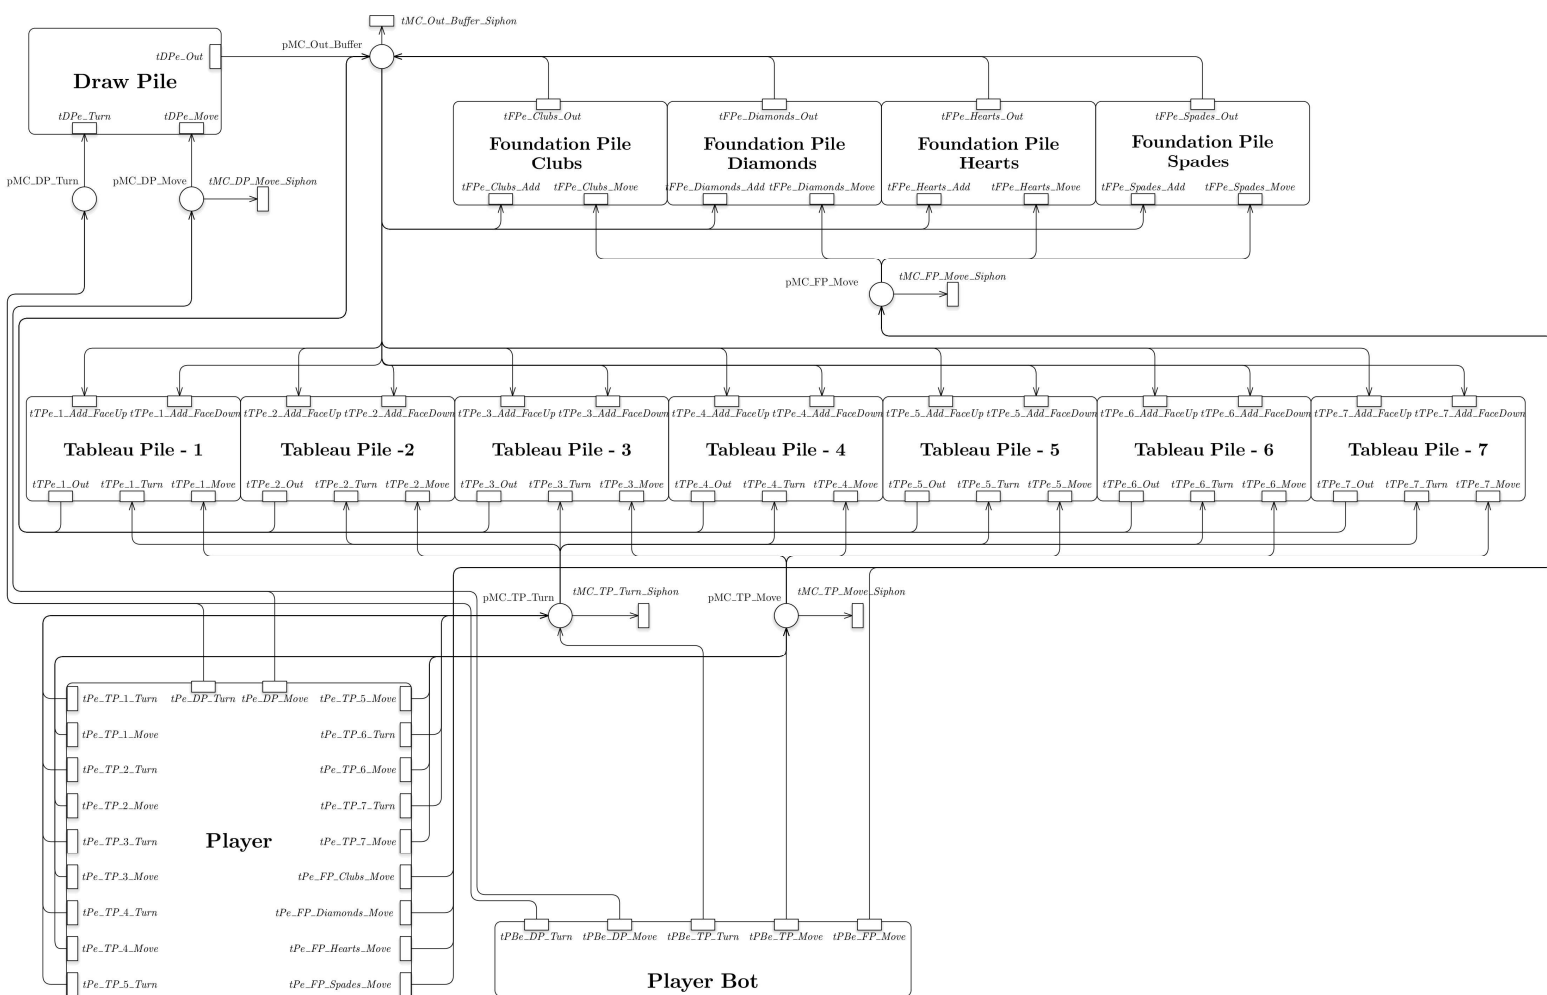 tMC_Out_Buffer_Siphon
pMC_Out_Buffer
tDPe_Out
Draw Pile
tDPe_Turn tDPe_Move
tFPe_Clubs_Out tFPe_Diamonds_Out tFPe_Hearts_Out tFPe_Spades_Out
Foundation Pile
Clubs
Foundation Pile
Diamonds
Foundation Pile
Hearts
Foundation Pile
Spades
pMC_DP_Turn pMC_DP_Move tMC_DP_Move_Siphon
tFPe_Clubs_Add tFPe_Clubs_Move tFPe_Diamonds_Add tFPe_Diamonds_Move tFPe_Hearts_Add tFPe_Hearts_Move tFPe_Spades_Add tFPe_Spades_Move
pMC_FP_Move tMC_FP_Move_Siphon
tTPe_1_Add_FaceUp tTPe_1_Add_FaceDown tTPe_2_Add_FaceUp tTPe_2_Add_FaceDown tTPe_3_Add_FaceUp tTPe_3_Add_FaceDown tTPe_4_Add_FaceUp tTPe_4_Add_FaceDown tTPe_5_Add_FaceUp tTPe_5_Add_FaceDown tTPe_6_Add_FaceUp tTPe_6_Add_FaceDown tTPe_7_Add_FaceUp tTPe_7_Add_FaceDown
Tableau Pile - 1 Tableau Pile -2 Tableau Pile - 3 Tableau Pile - 4 Tableau Pile - 5 Tableau Pile - 6 Tableau Pile - 7
tTPe_1_Out tTPe_1_Turn tTPe_1_Move tTPe_2_Out tTPe_2_Turn tTPe_2_Move tTPe_3_Out tTPe_3_Turn tTPe_3_Move tTPe_4_Out tTPe_4_Turn tTPe_4_Move tTPe_5_Out tTPe_5_Turn tTPe_5_Move tTPe_6_Out tTPe_6_Turn tTPe_6_Move tTPe_7_Out tTPe_7_Turn tTPe_7_Move
pMC_TP_Turn tMC_TP_Turn_Siphon pMC_TP_Move tMC_TP_Move_Siphon
tPe_TP_1_Turn tPe_DP_Turn tPe_DP_Move tPe_TP_5_Move
tPe_TP_1_Move tPe_TP_6_Turn
tPe_TP_2_Turn tPe_TP_6_Move
tPe_TP_2_Move tPe_TP_7_Turn
tPe_TP_3_Turn Player tPe_TP_7_Move
tPe_TP_3_Move tPe_FP_Clubs_Move
tPe_TP_4_Turn tPe_FP_Diamonds_Move
tPe_TP_4_Move tPe_FP_Hearts_Move
tPe_TP_5_Turn tPe_FP_Spades_Move
tPBe_DP_Turn tPBe_DP_Move tPBe_TP_Turn tPBe_TP_Move tPBe_FP_Move
Player Bot